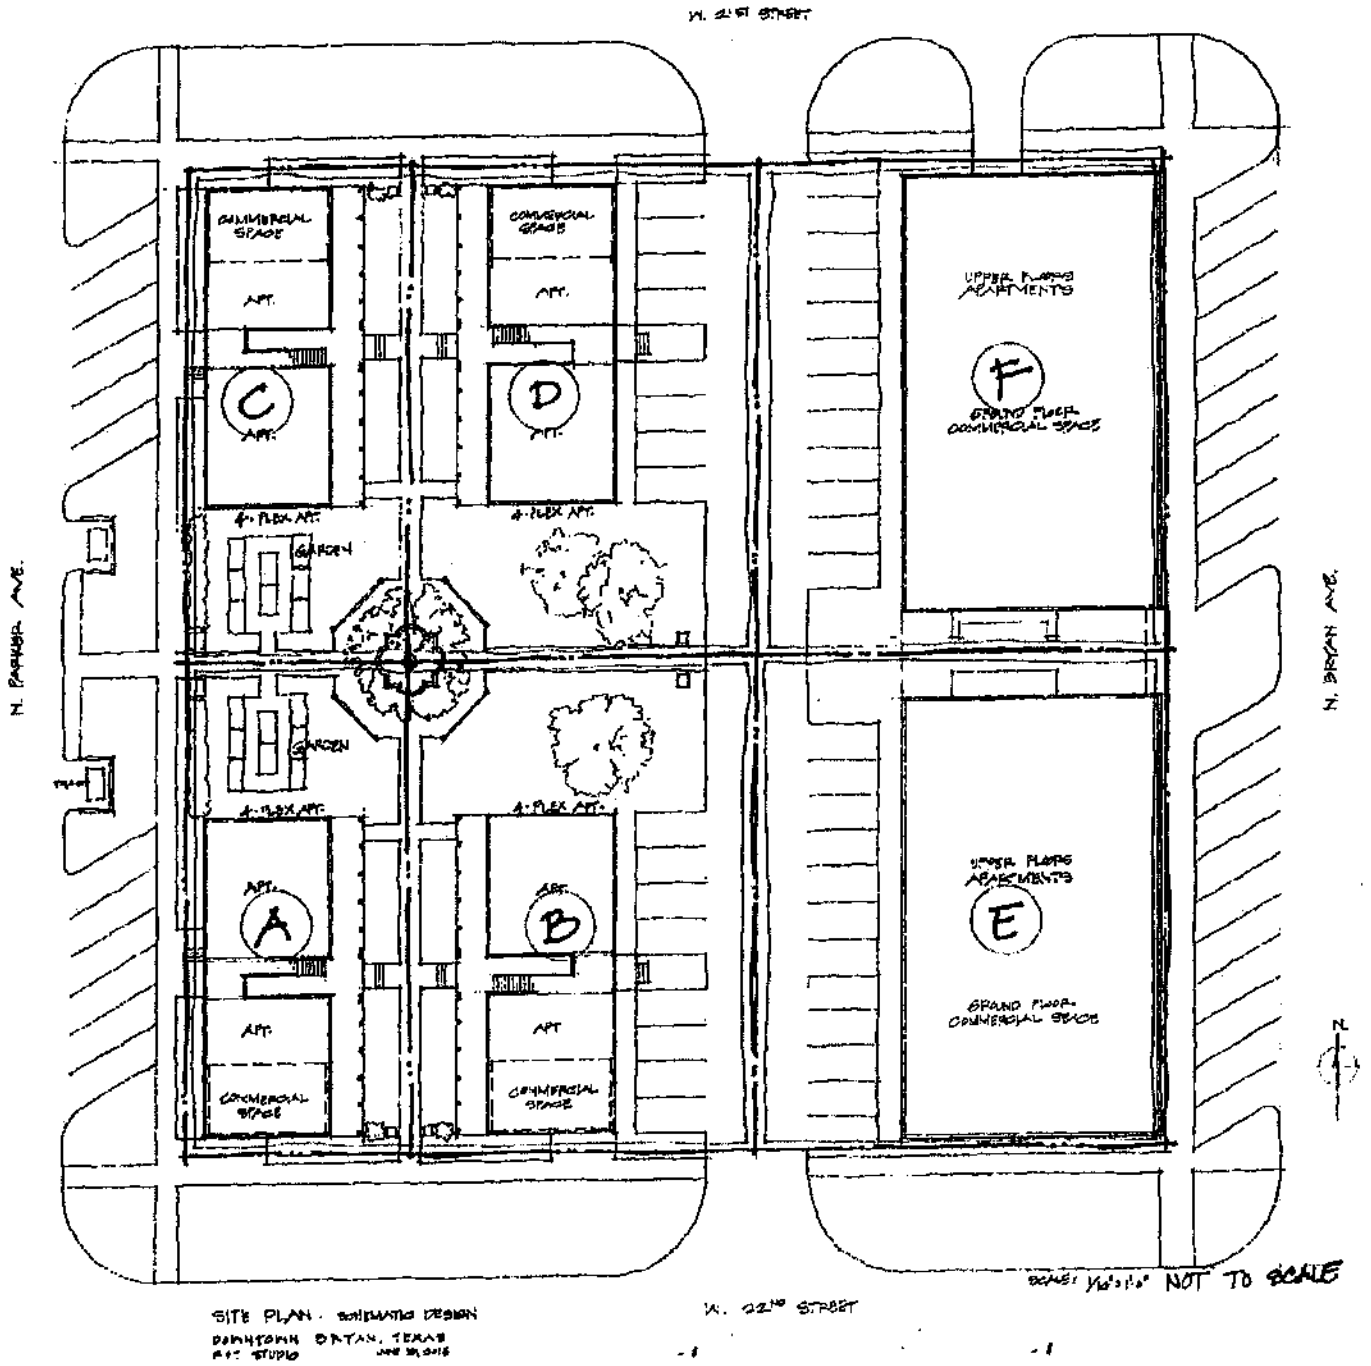 W. 21ST STREET
COMMERCIAL
SPACE
COMMERCIAL
SPACE
APT.
APT.
UPPER FLOORS
APARTMENTS
C
D
F
APT.
APT.
GROUND FLOOR
COMMERCIAL SPACE
4-PLEX APT.
4-PLEX APT.
GARDEN
N. PARKER AVE.
N. BRYAN AVE.
GARDEN
TRASH
4-PLEX APT.
4-PLEX APT.
UPPER FLOORS
APARTMENTS
APT.
APT.
A
B
E
GROUND FLOOR
COMMERCIAL SPACE
APT.
APT
N
COMMERCIAL
SPACE
COMMERCIAL
SPACE
SCALE: NOT TO SCALE
SITE PLAN - SCHEMATIC DESIGN
W. 22ND STREET
DOWNTOWN BRYAN, TEXAS
STUDIO